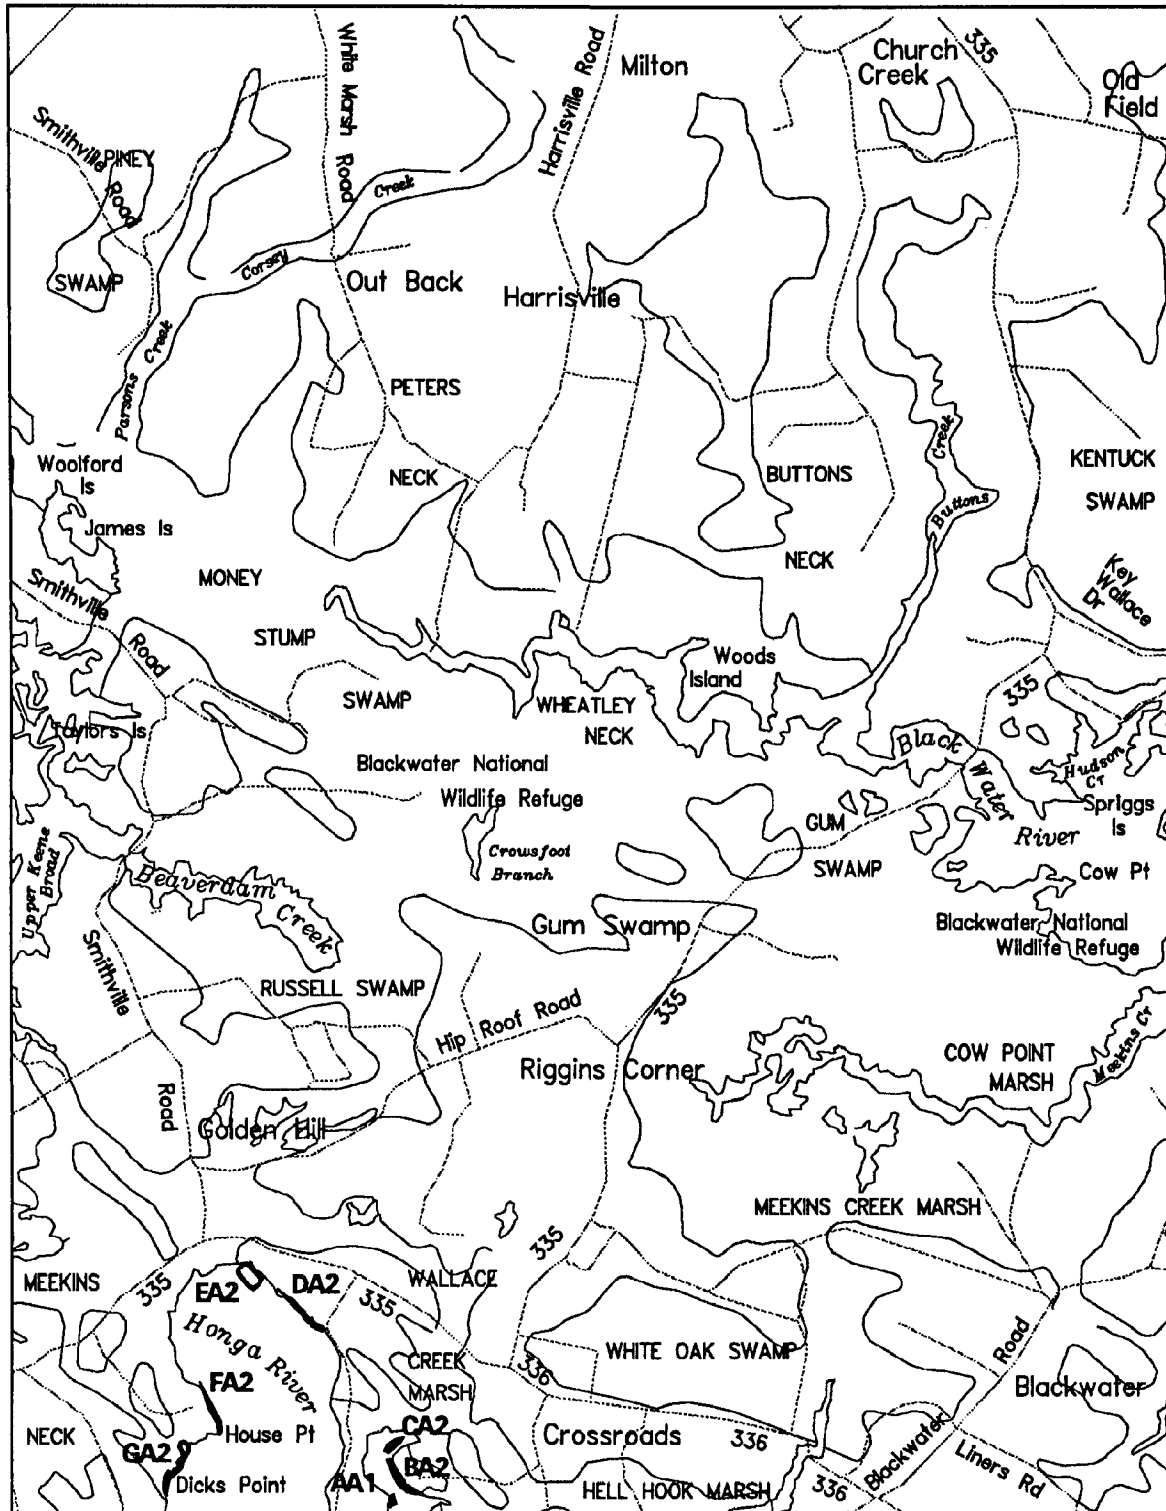 335
Church
Creek
Milton
Old
Field
White Marsh Road
Harrisville Road
Smithville Road
PINEY
SWAMP
Creek
Corsey
Out Back
Harrisville
Parsons Creek
PETERS
NECK
Creek
Buttons
BUTTONS
NECK
KENTUCK
SWAMP
Woolford
Is
James Is
MONEY
STUMP
SWAMP
Key
Wallace
Dr
Smithville
Road
Woods
Island
WHEATLEY
NECK
335
Taylors Is
Black
Water
River
Hudson
Cr
Spriggs
Is
Blackwater National
Wildlife Refuge
GUM
SWAMP
Crowsfoot
Branch
Cow Pt
Upper Keene
Broad
Beaverdam
Creek
Gum Swamp
Blackwater National
Wildlife Refuge
Smithville
Road
RUSSELL SWAMP
335
Hip Roof Road
Riggins Corner
COW POINT
MARSH
Meekins Cr
Golden Hill
MEEKINS CREEK MARSH
335
MEEKINS
335
EA2
DA2
335
WALLACE
Honga River
CREEK
MARSH
WHITE OAK SWAMP
Road
336
FA2
Blackwater
House Pt
CA2
Crossroads
336
NECK
GA2
BA2
Blackwater
Liners Rd
Dicks Point
AA1
HELL HOOK MARSH
336